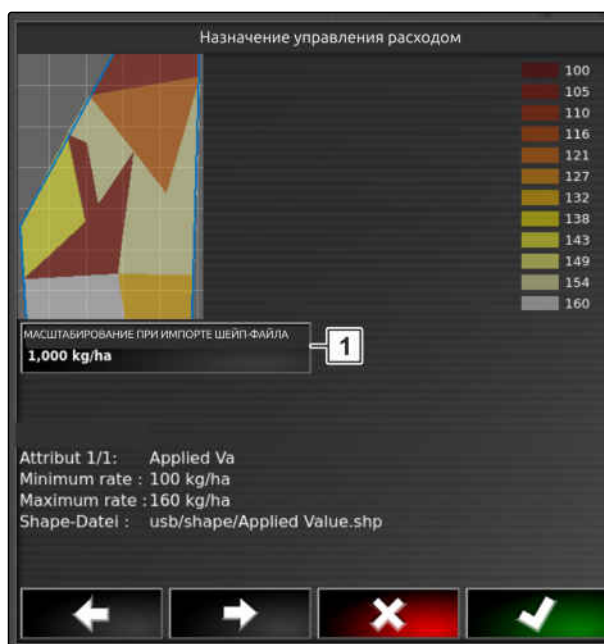 Назначение управления расходом
100
105
110
116
121
127
132
138
143
149
154
160
МАСШТАБИРОВАНИЕ ПРИ ИМПОРТЕ ШЕЙП-ФАЙЛА
1,000 kg/ha
1
Attribut 1/1: Applied Va
Minimum rate : 100 kg/ha
Maximum rate : 160 kg/ha
Shape-Datei : usb/shape/Applied Value.shp